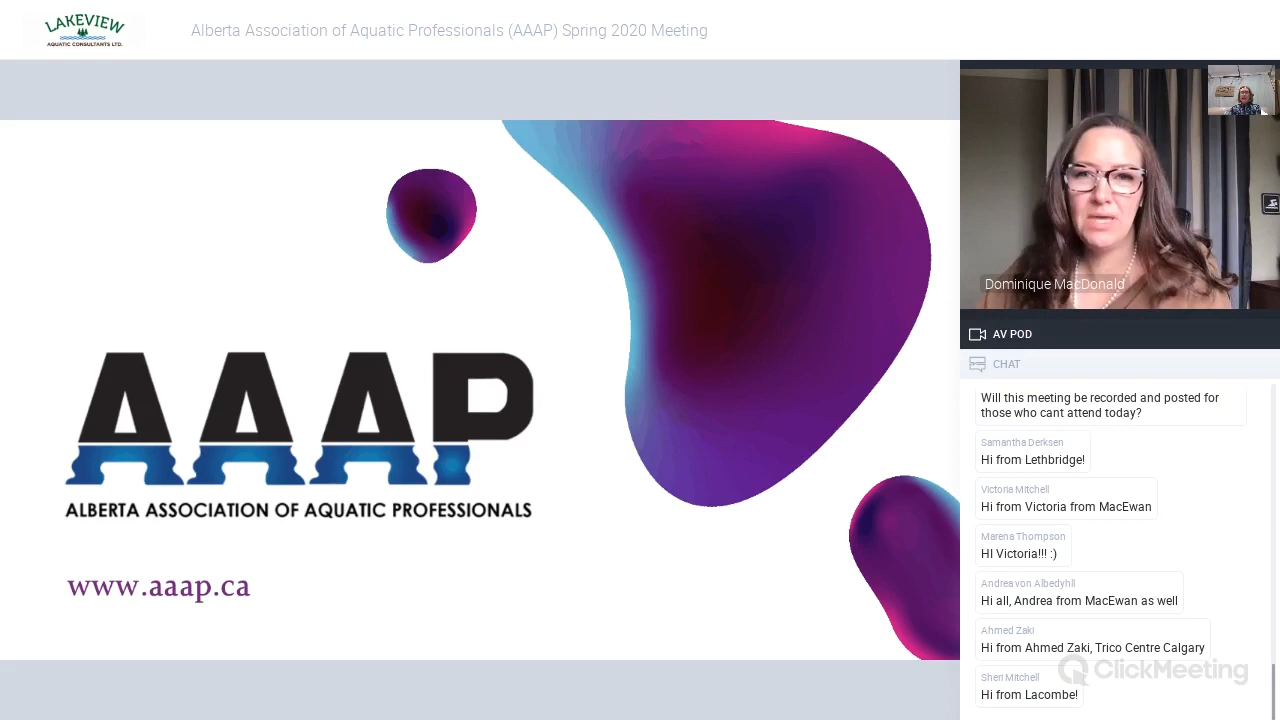 LAKEVIEW
AQUATIC CONSULTANTS LTD.
Alberta Association of Aquatic Professionals (AAAP) Spring 2020 Meeting
AAAP
ALBERTA ASSOCIATION OF AQUATIC PROFESSIONALS
www.aaap.ca
Dominique MacDonald
AV POD
CHAT
Will this meeting be recorded and posted for
those who cant attend today?
Samantha Derksen
Hi from Lethbridge!
Victoria Mitchell
Hi from Victoria from MacEwan
Marena Thompson
HI Victoria!!! :)
Andrea von Albedyhll
Hi all, Andrea from MacEwan as well
Ahmed Zaki
Hi from Ahmed Zaki, Trico Centre Calgary
Sheri Mitchell
Hi from Lacombe!
ClickMeeting